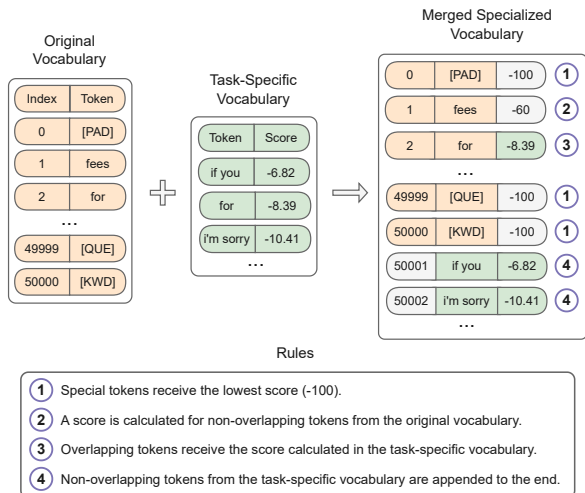 Original
Vocabulary
Index Token
0 [PAD]
1 fees
2 for
...
49999 [QUE]
50000 [KWD]
Task-Specific
Vocabulary
Token Score
if you -6.82
for -8.39
i'm sorry -10.41
...
Merged Specialized
Vocabulary
0 [PAD] -100 1
1 fees -60 2
2 for -8.39 3
...
49999 [QUE] -100 1
50000 [KWD] -100 1
50001 if you -6.82 4
50002 i'm sorry -10.41 4
...
Rules
1 Special tokens receive the lowest score (-100).
2 A score is calculated for non-overlapping tokens from the original vocabulary.
3 Overlapping tokens receive the score calculated in the task-specific vocabulary.
4 Non-overlapping tokens from the task-specific vocabulary are appended to the end.